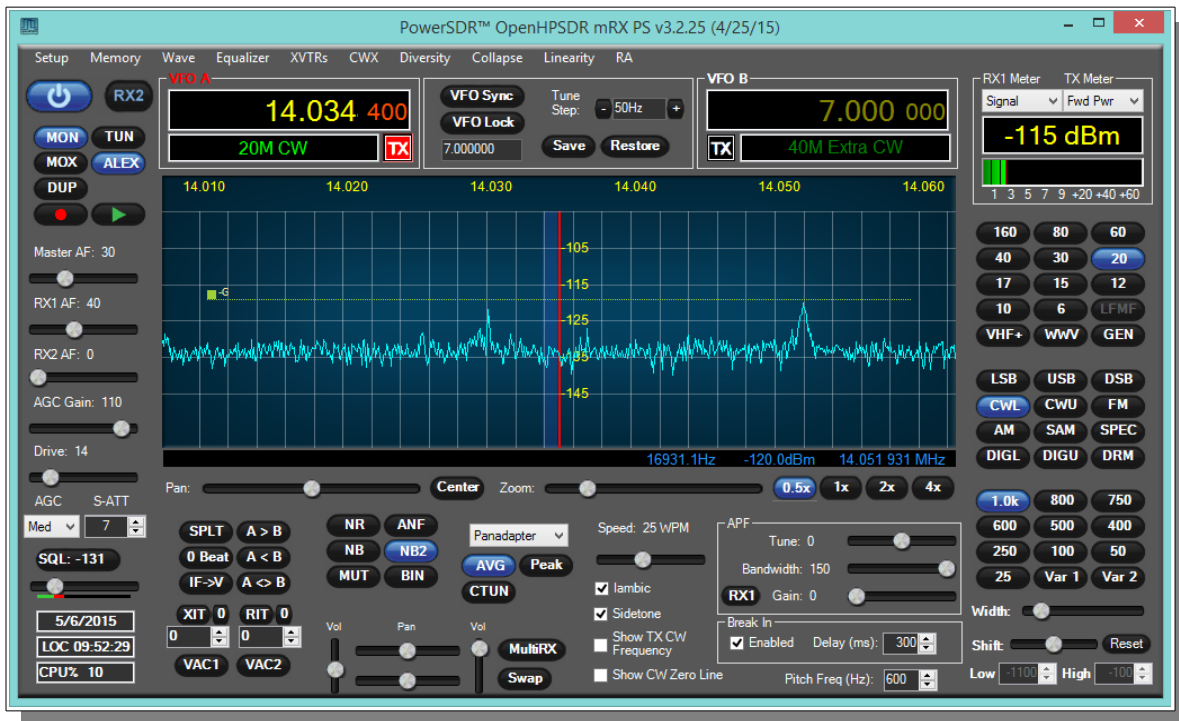 PowerSDR™ OpenHPSDR mRX PS v3.2.25 (4/25/15)
Setup Memory Wave Equalizer XVTRs CWX Diversity Collapse Linearity RA
RX2
MON TUN
MOX ALEX
DUP
VFO A
14.034 400
20M CW TX
VFO Sync
VFO Lock
Tune Step: - 50Hz +
7.000000 Save Restore
VFO B
7.000 000
TX 40M Extra CW
RX1 Meter TX Meter
Signal Fwd Pwr
-115 dBm
1 3 5 7 9 +20 +40 +60
14.010 14.020 14.030 14.040 14.050 14.060
-105
-G
-115
-125
-135
-145
16931.1Hz -120.0dBm 14.051 931 MHz
Master AF: 30
RX1 AF: 40
RX2 AF: 0
AGC Gain: 110
Drive: 14
AGC S-ATT
Med 7
SQL: -131
5/6/2015
LOC 09:52:29
CPU% 10
Pan: Center Zoom: 0.5x 1x 2x 4x
SPLT A > B
0 Beat A < B
IF->V A <> B
XIT 0 RIT 0
0 0
VAC1 VAC2
NR ANF
NB NB2
MUT BIN
Panadapter
AVG Peak
CTUN
Vol Pan Vol
MultiRX
Swap
Speed: 25 WPM
Iambic
Sidetone
Show TX CW
Frequency
Show CW Zero Line
APF
Tune: 0
Bandwidth: 150
RX1 Gain: 0
Break In
Enabled Delay (ms): 300
Pitch Freq (Hz): 600
160 80 60
40 30 20
17 15 12
10 6 LFMF
VHF+ WWV GEN
LSB USB DSB
CWL CWU FM
AM SAM SPEC
DIGL DIGU DRM
1.0k 800 750
600 500 400
250 100 50
25 Var 1 Var 2
Width:
Shift: Reset
Low -1100 High -100